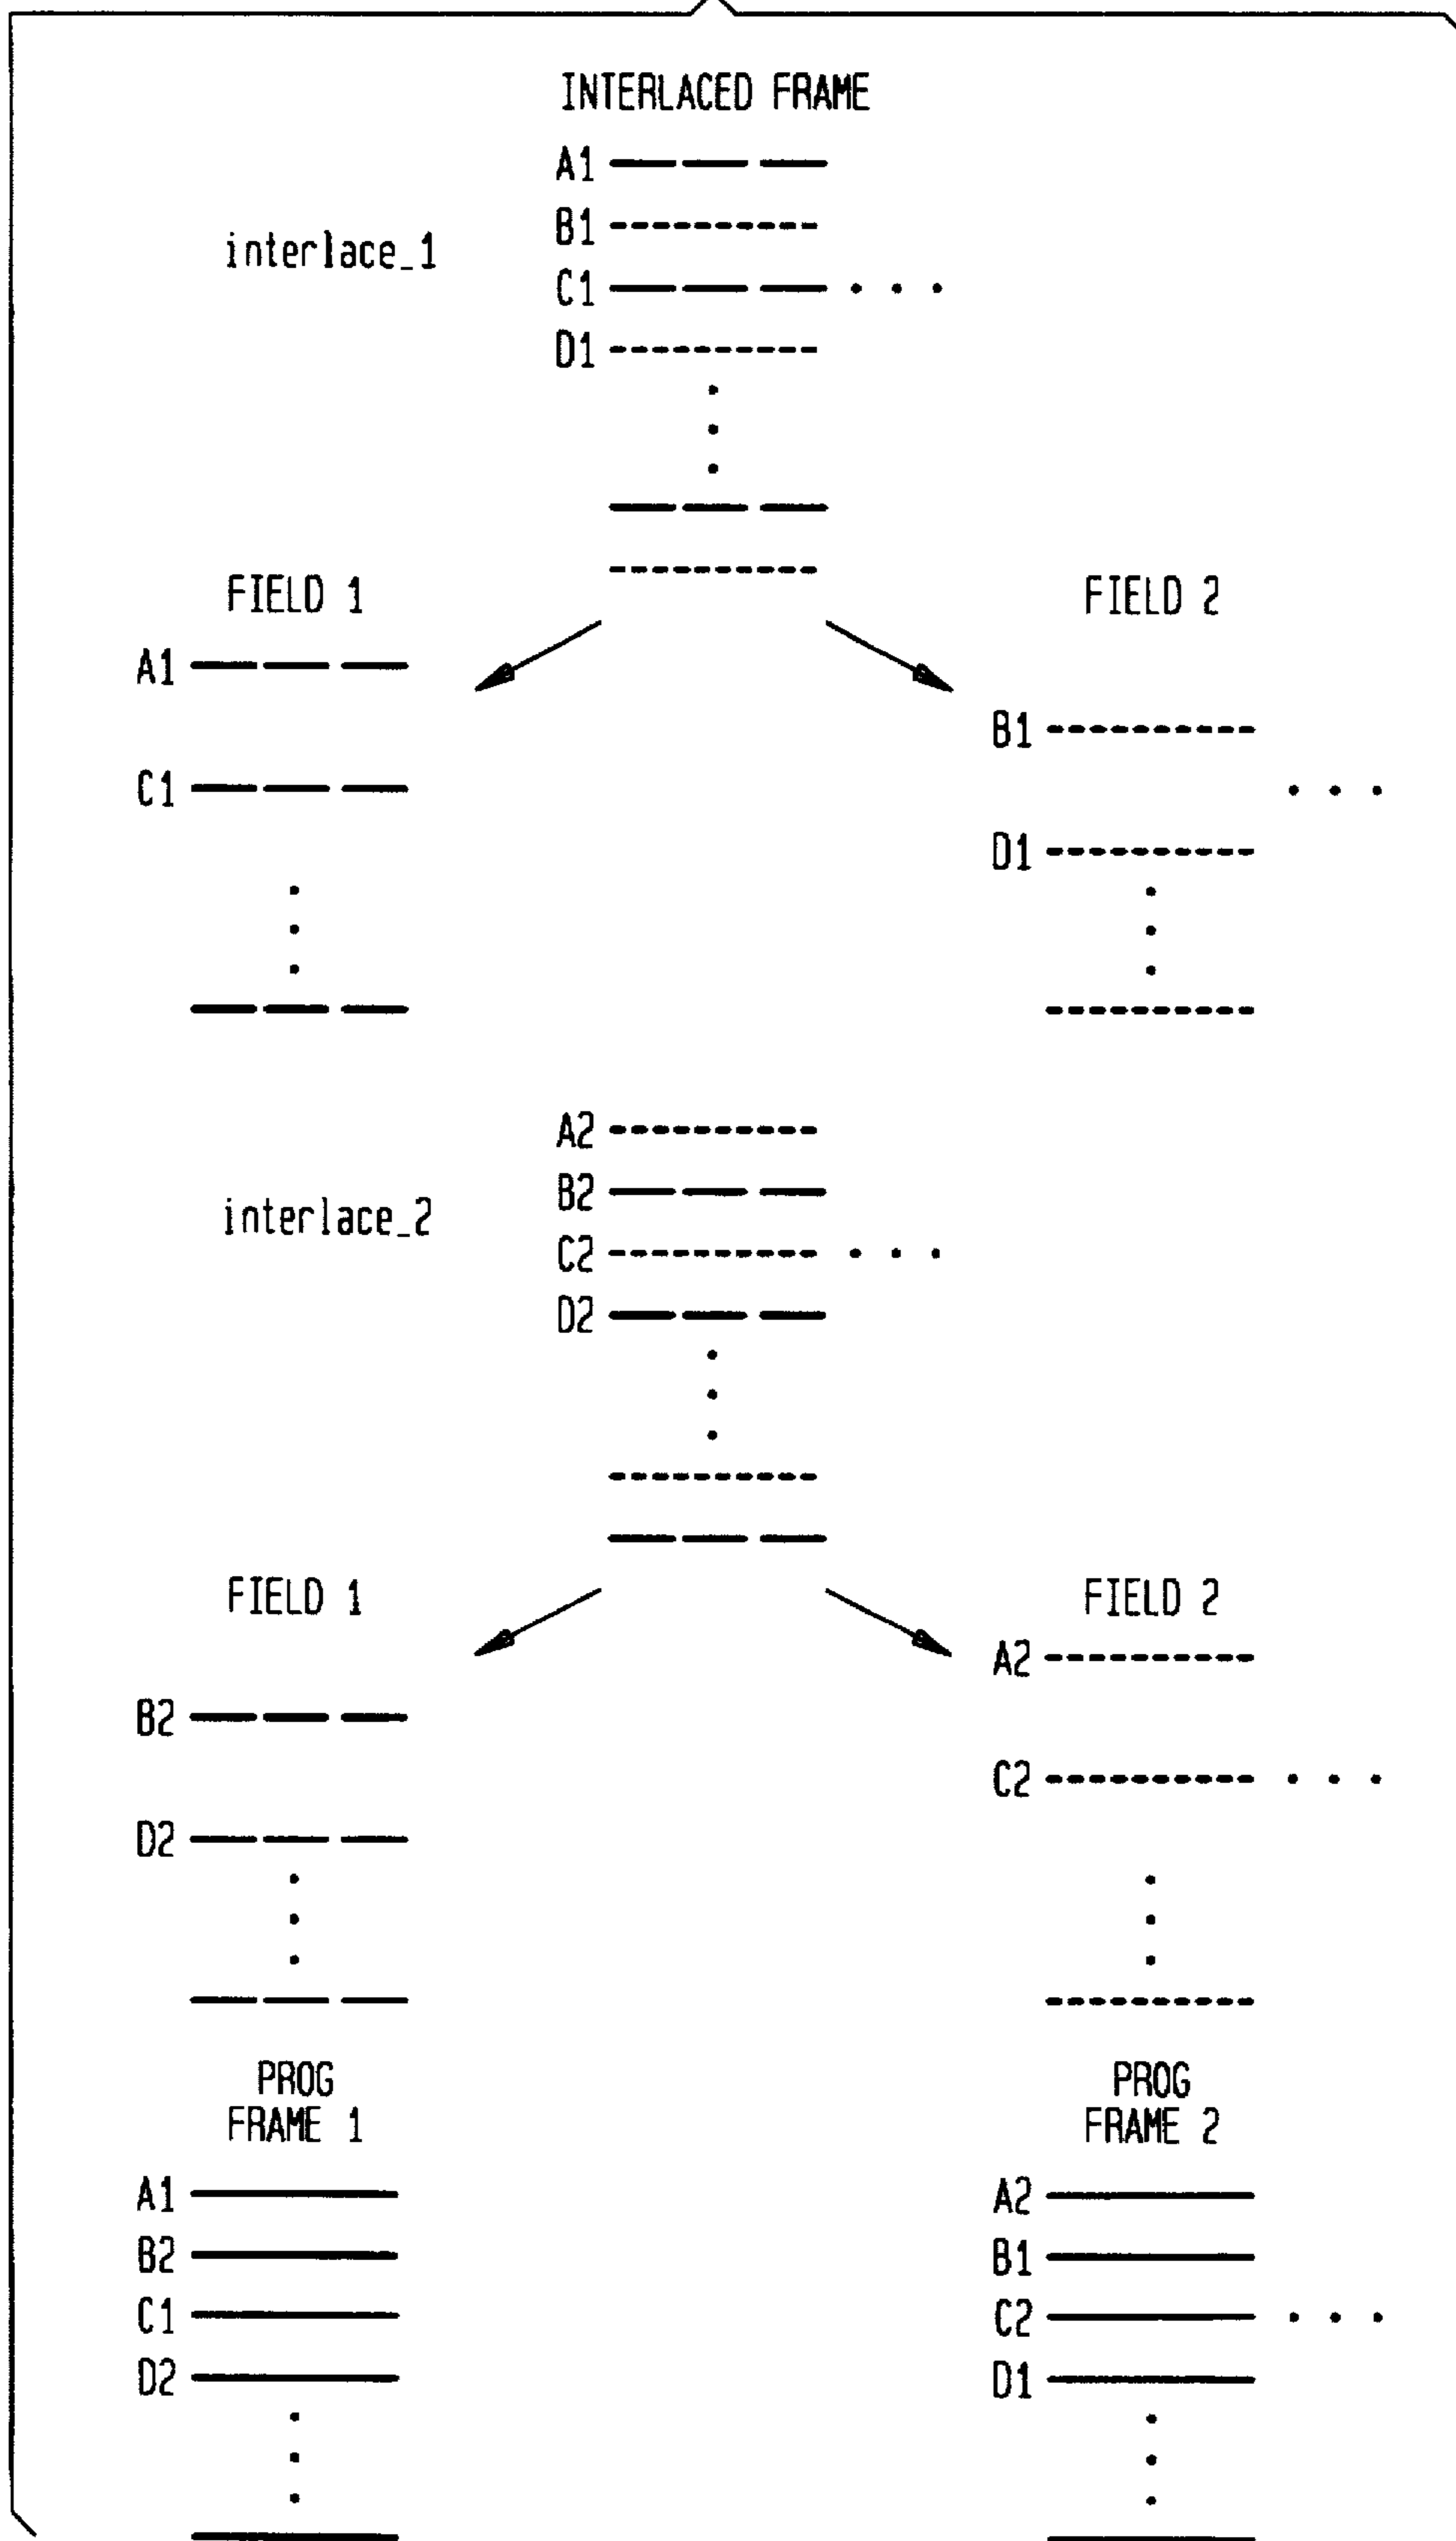 INTERLACED FRAME
A1
B1
interlace_1
C1
D1
FIELD 1
FIELD 2
A1
B1
C1
D1
A2
B2
interlace_2
C2
D2
FIELD 1
FIELD 2
A2
B2
C2
D2
PROG
FRAME 1
PROG
FRAME 2
A1
A2
B2
B1
C1
C2
D2
D1